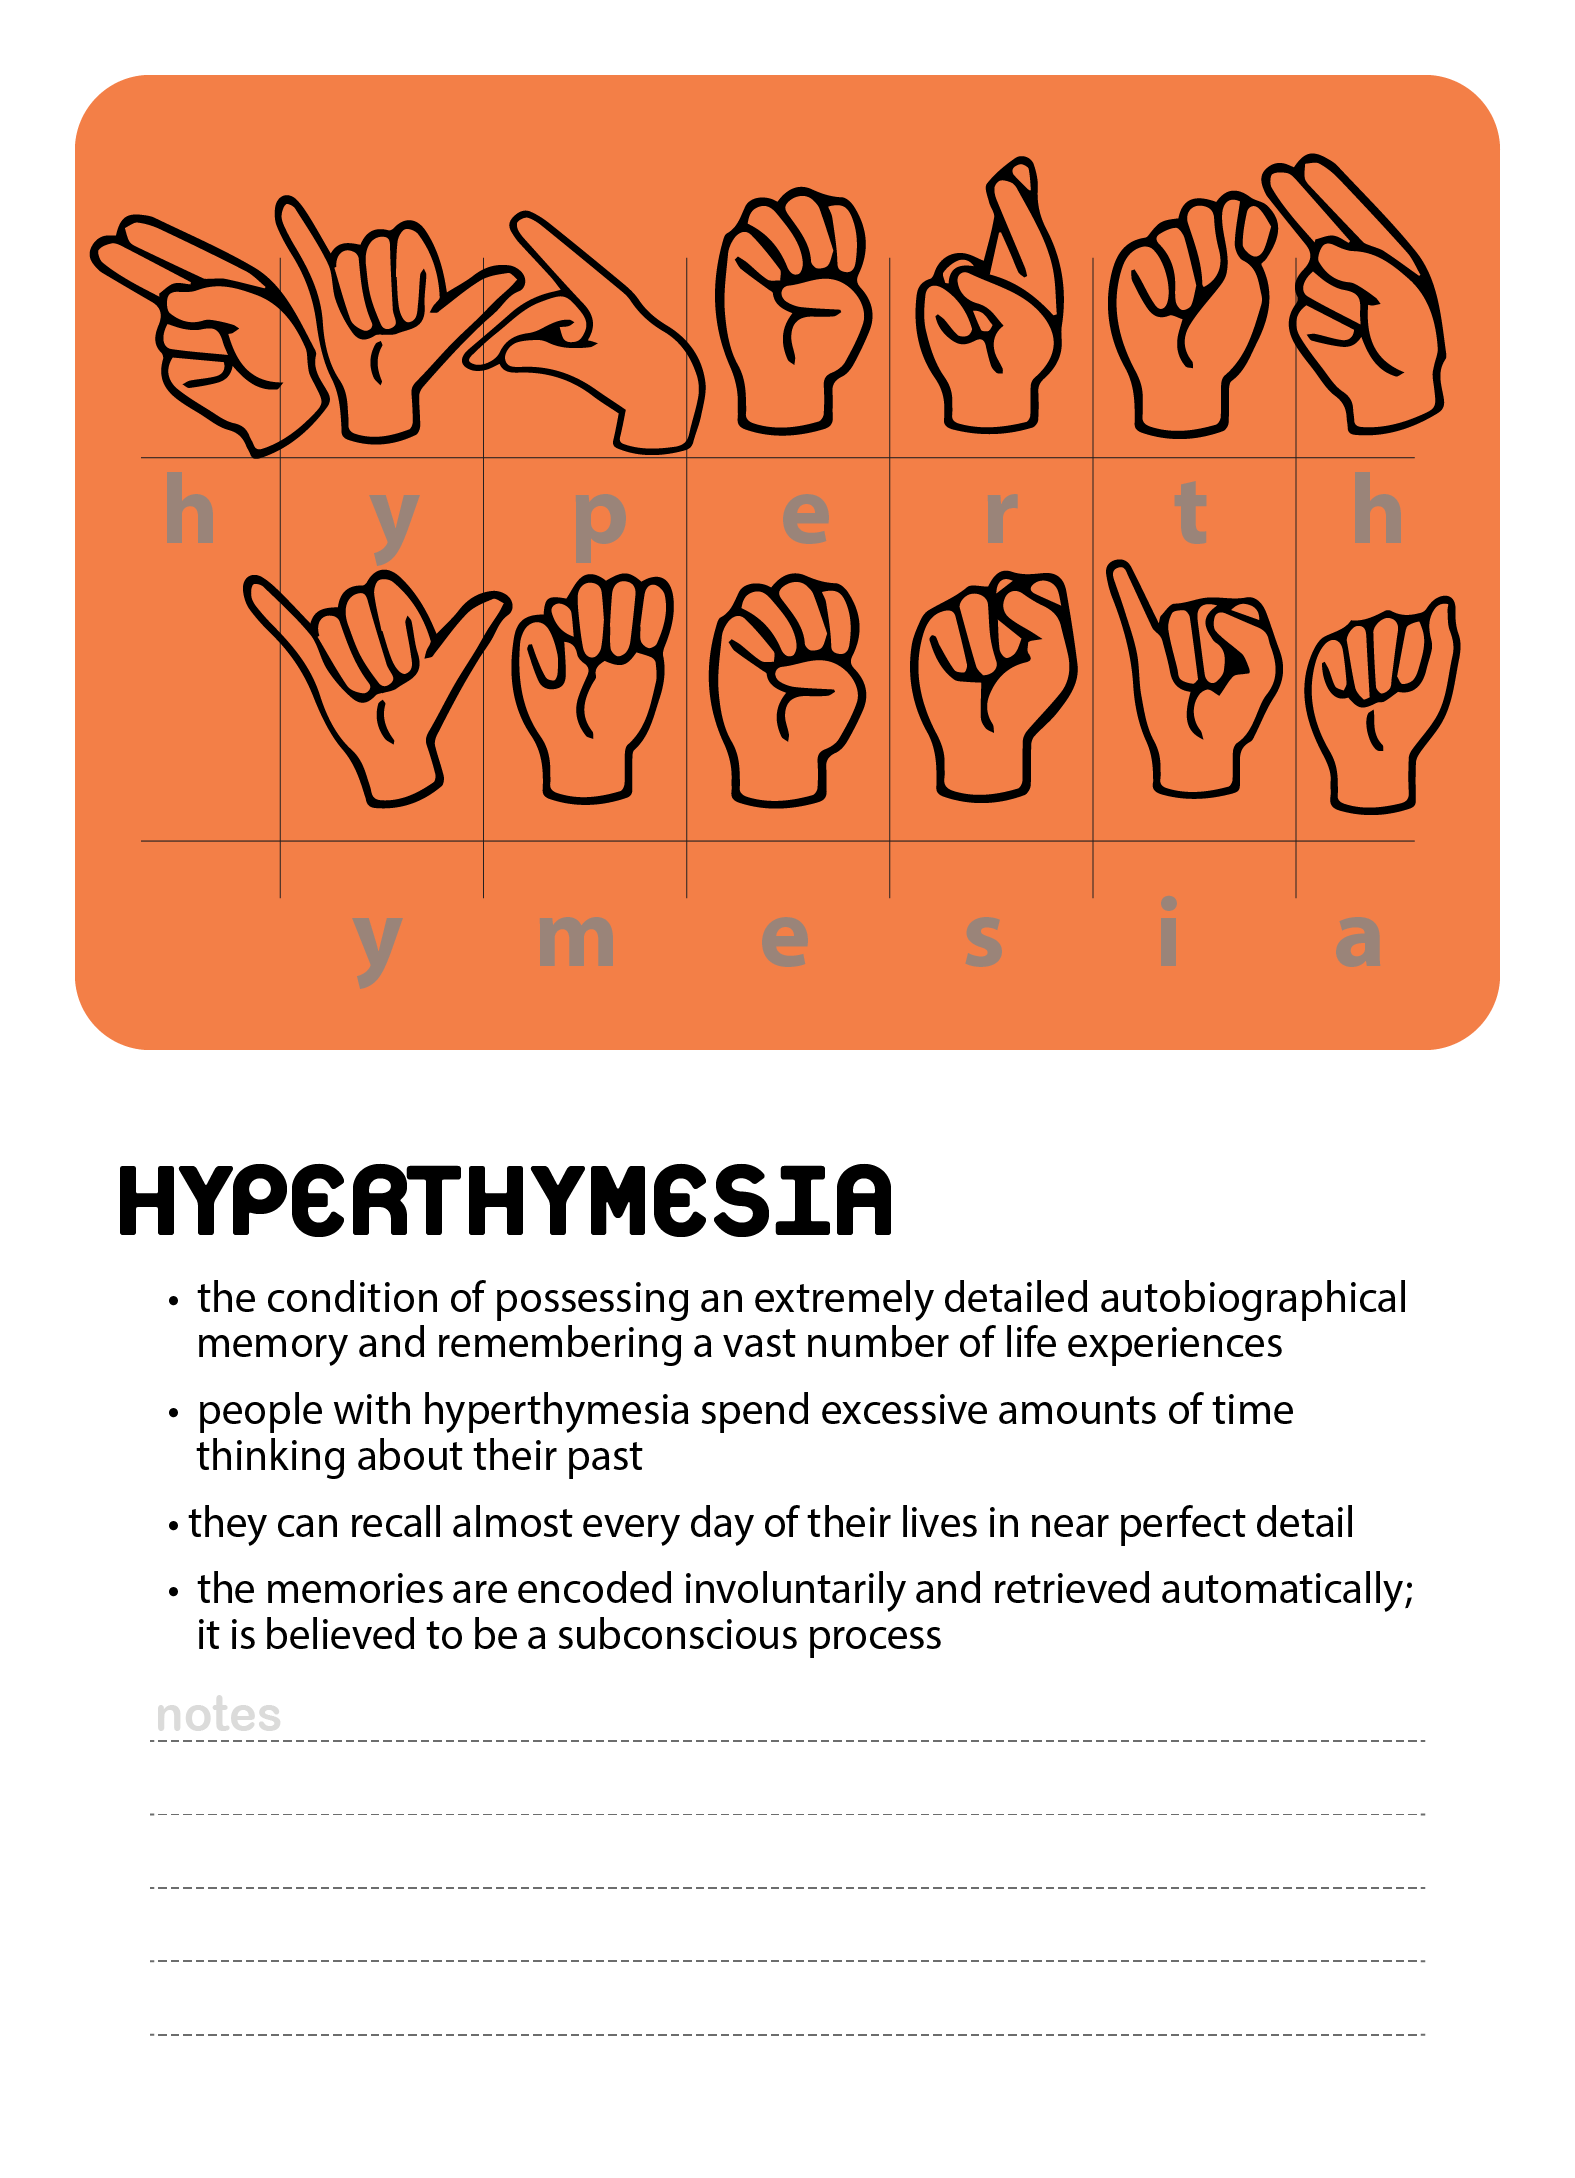 h y p e r t h
y m e s i a
HYPERTHYMESIA
• the condition of possessing an extremely detailed autobiographical
memory and remembering a vast number of life experiences
• people with hyperthymesia spend excessive amounts of time
thinking about their past
• they can recall almost every day of their lives in near perfect detail
• the memories are encoded involuntarily and retrieved automatically;
it is believed to be a subconscious process
notes